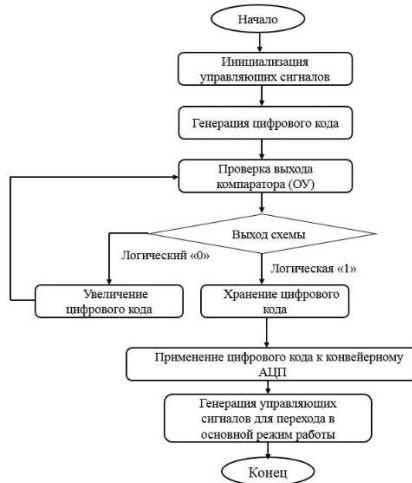 Начало
Инициализация
управляющих сигналов
Генерация цифрового кода
Проверка выхода
компаратора (ОУ)
Выход схемы
Логический «0»
Логическая «1»
Увеличение
цифрового кода
Хранение цифрового
кода
Применение цифрового кода к конвейерному
АЦП
Генерация управляющих
сигналов для перехода в
основной режим работы
Конец